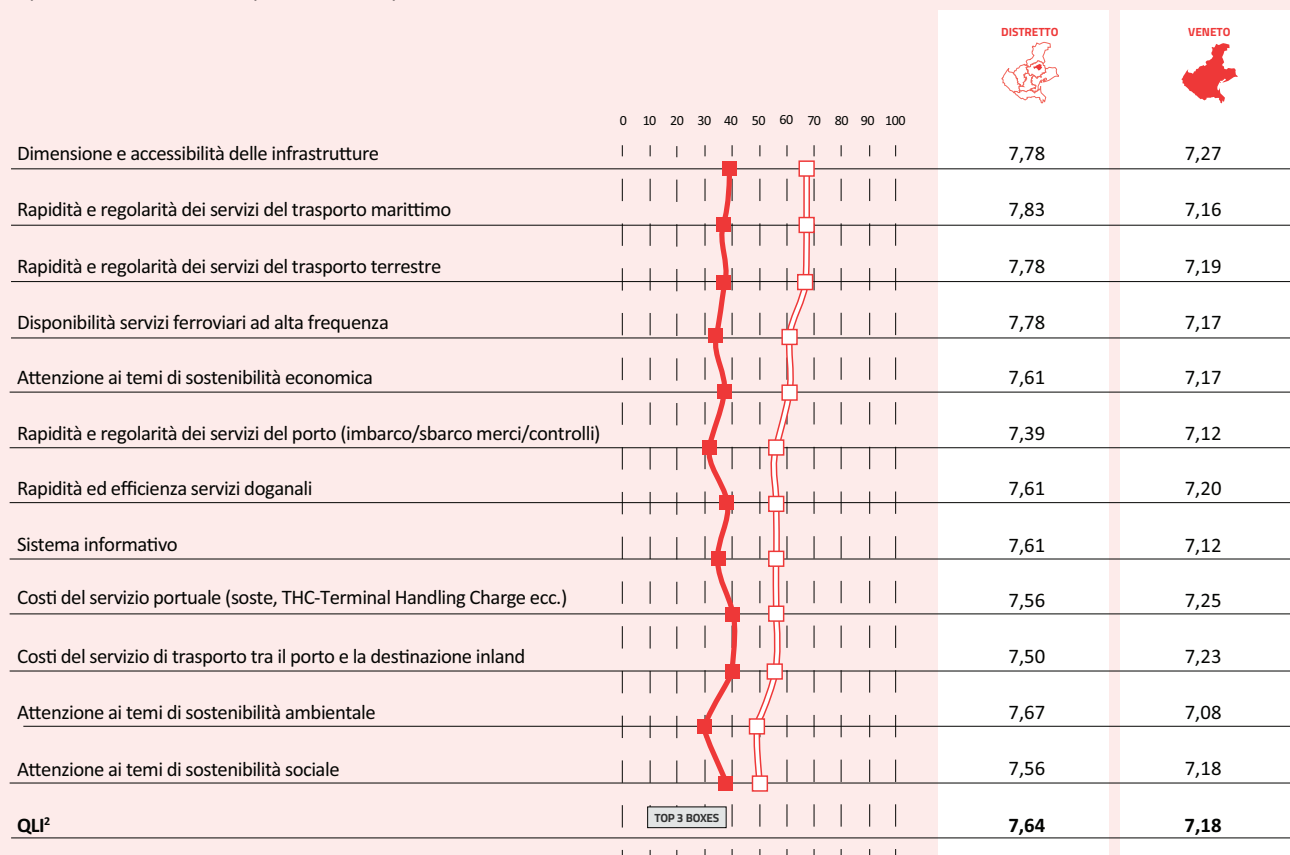 DISTRETTO VENETO
0 10 20 30 40 50 60 70 80 90 100
Dimensione e accessibilità delle infrastrutture 7,78 7,27
Rapidità e regolarità dei servizi del trasporto marittimo 7,83 7,16
Rapidità e regolarità dei servizi del trasporto terrestre 7,78 7,19
Disponibilità servizi ferroviari ad alta frequenza 7,78 7,17
Attenzione ai temi di sostenibilità economica 7,61 7,17
Rapidità e regolarità dei servizi del porto (imbarco/sbarco merci/controlli) 7,39 7,12
Rapidità ed efficienza servizi doganali 7,61 7,20
Sistema informativo 7,61 7,12
Costi del servizio portuale (soste, THC-Terminal Handling Charge ecc.) 7,56 7,25
Costi del servizio di trasporto tra il porto e la destinazione inland 7,50 7,23
Attenzione ai temi di sostenibilità ambientale 7,67 7,08
Attenzione ai temi di sostenibilità sociale 7,56 7,18
QLI² TOP 3 BOXES 7,64 7,18